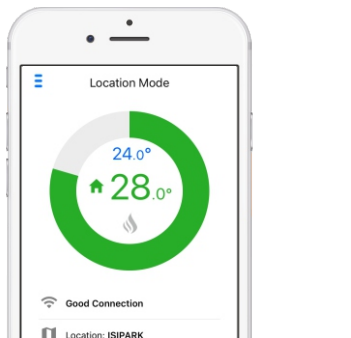 Location Mode
24.0°
28.0°
Good Connection
Location: ISIPARK